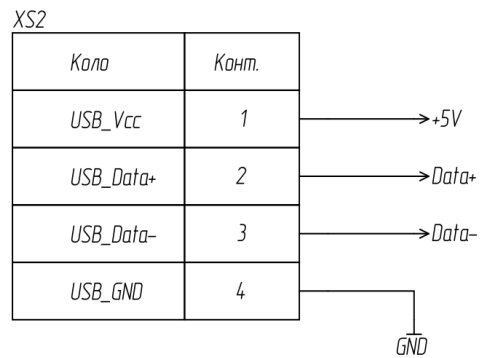 XS2
Коло Конт.
USB_Vcc 1 +5V
USB_Data+ 2 Data+
USB_Data- 3 Data-
USB_GND 4
GND